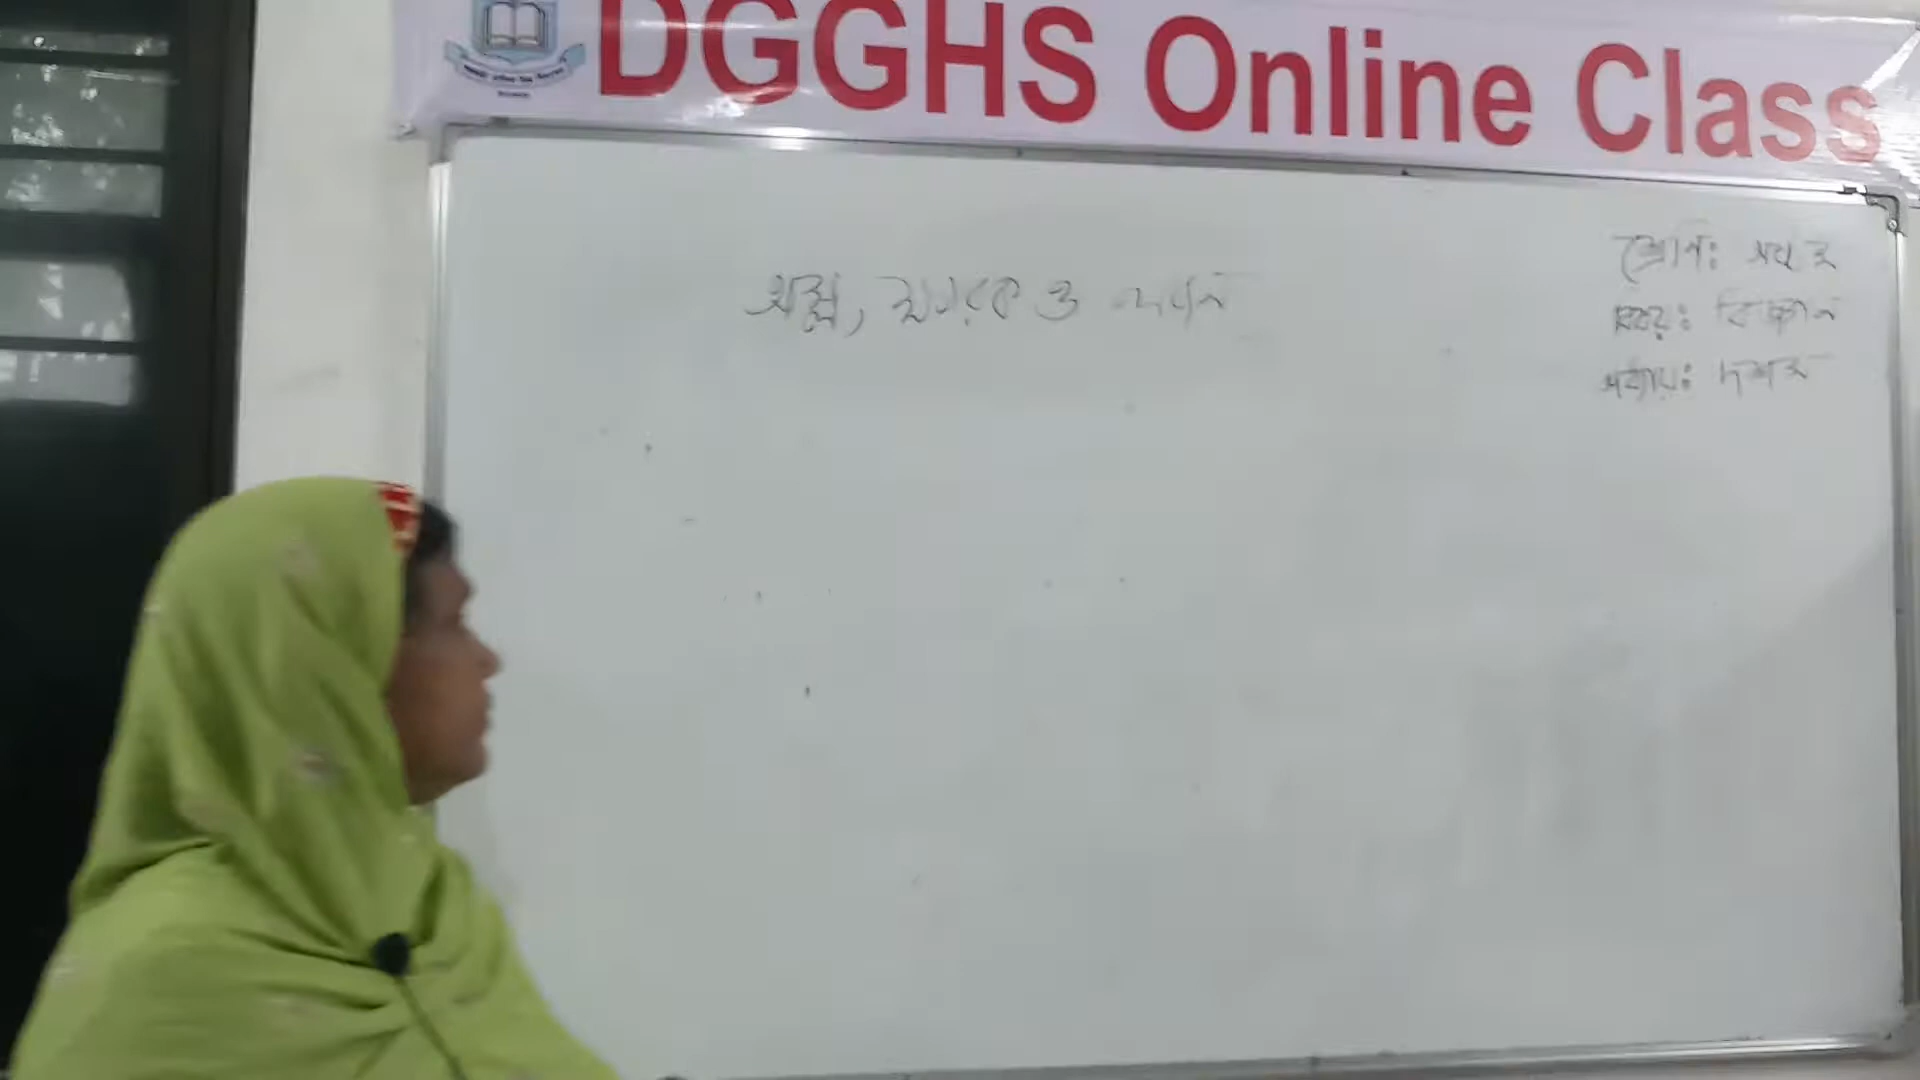 DGGHS Online Class
অম্ল, ক্ষারক ও লবণ
শ্রেণি: সপ্তম
বিষয়: বিজ্ঞান
অধ্যায়: দশম